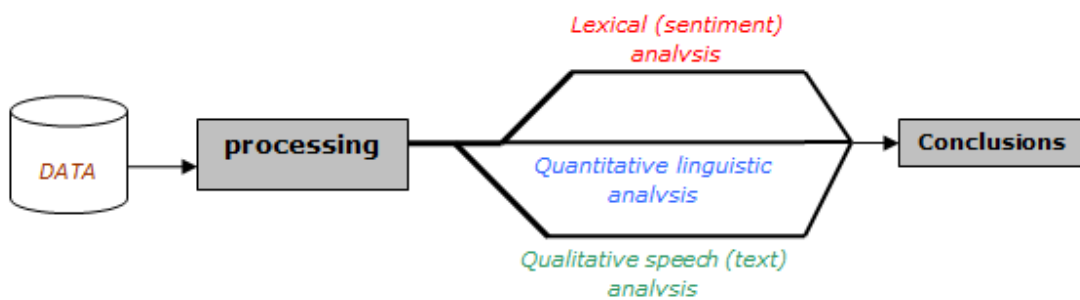 Lexical (sentiment)
analysis
DATA
processing
Quantitative linguistic
analysis
Conclusions
Qualitative speech (text)
analysis